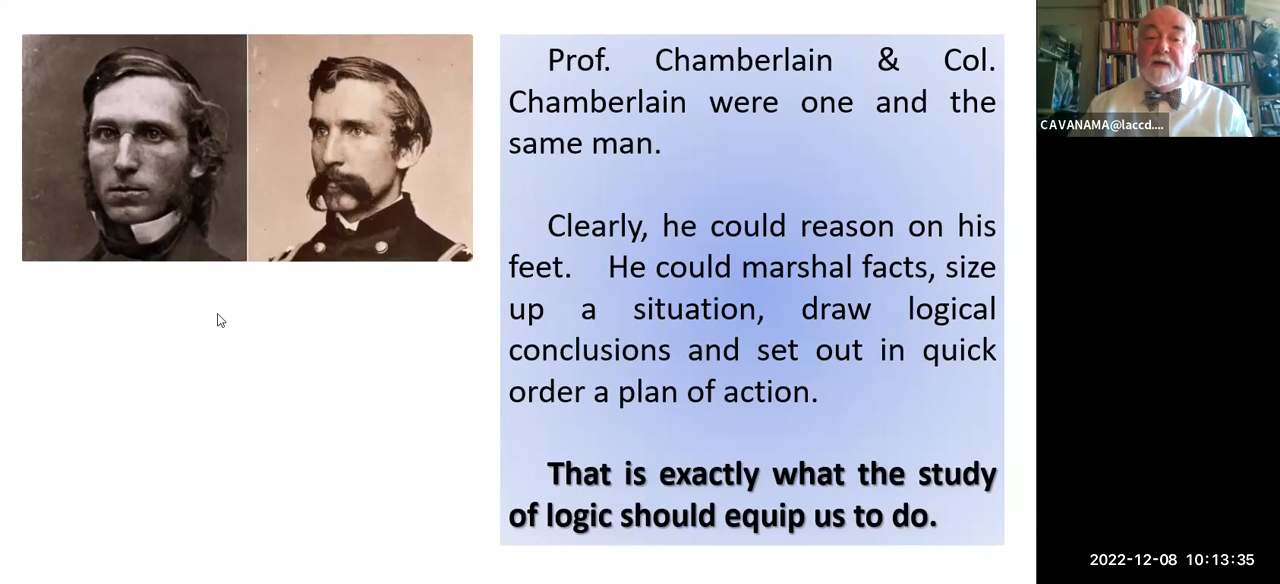 Prof. Chamberlain & Col.
Chamberlain were one and the
same man.
Clearly, he could reason on his
feet. He could marshal facts, size
up a situation, draw logical
conclusions and set out in quick
order a plan of action.
That is exactly what the study
of logic should equip us to do.
CAVANAMA@laccd....
2022-12-08 10:13:35